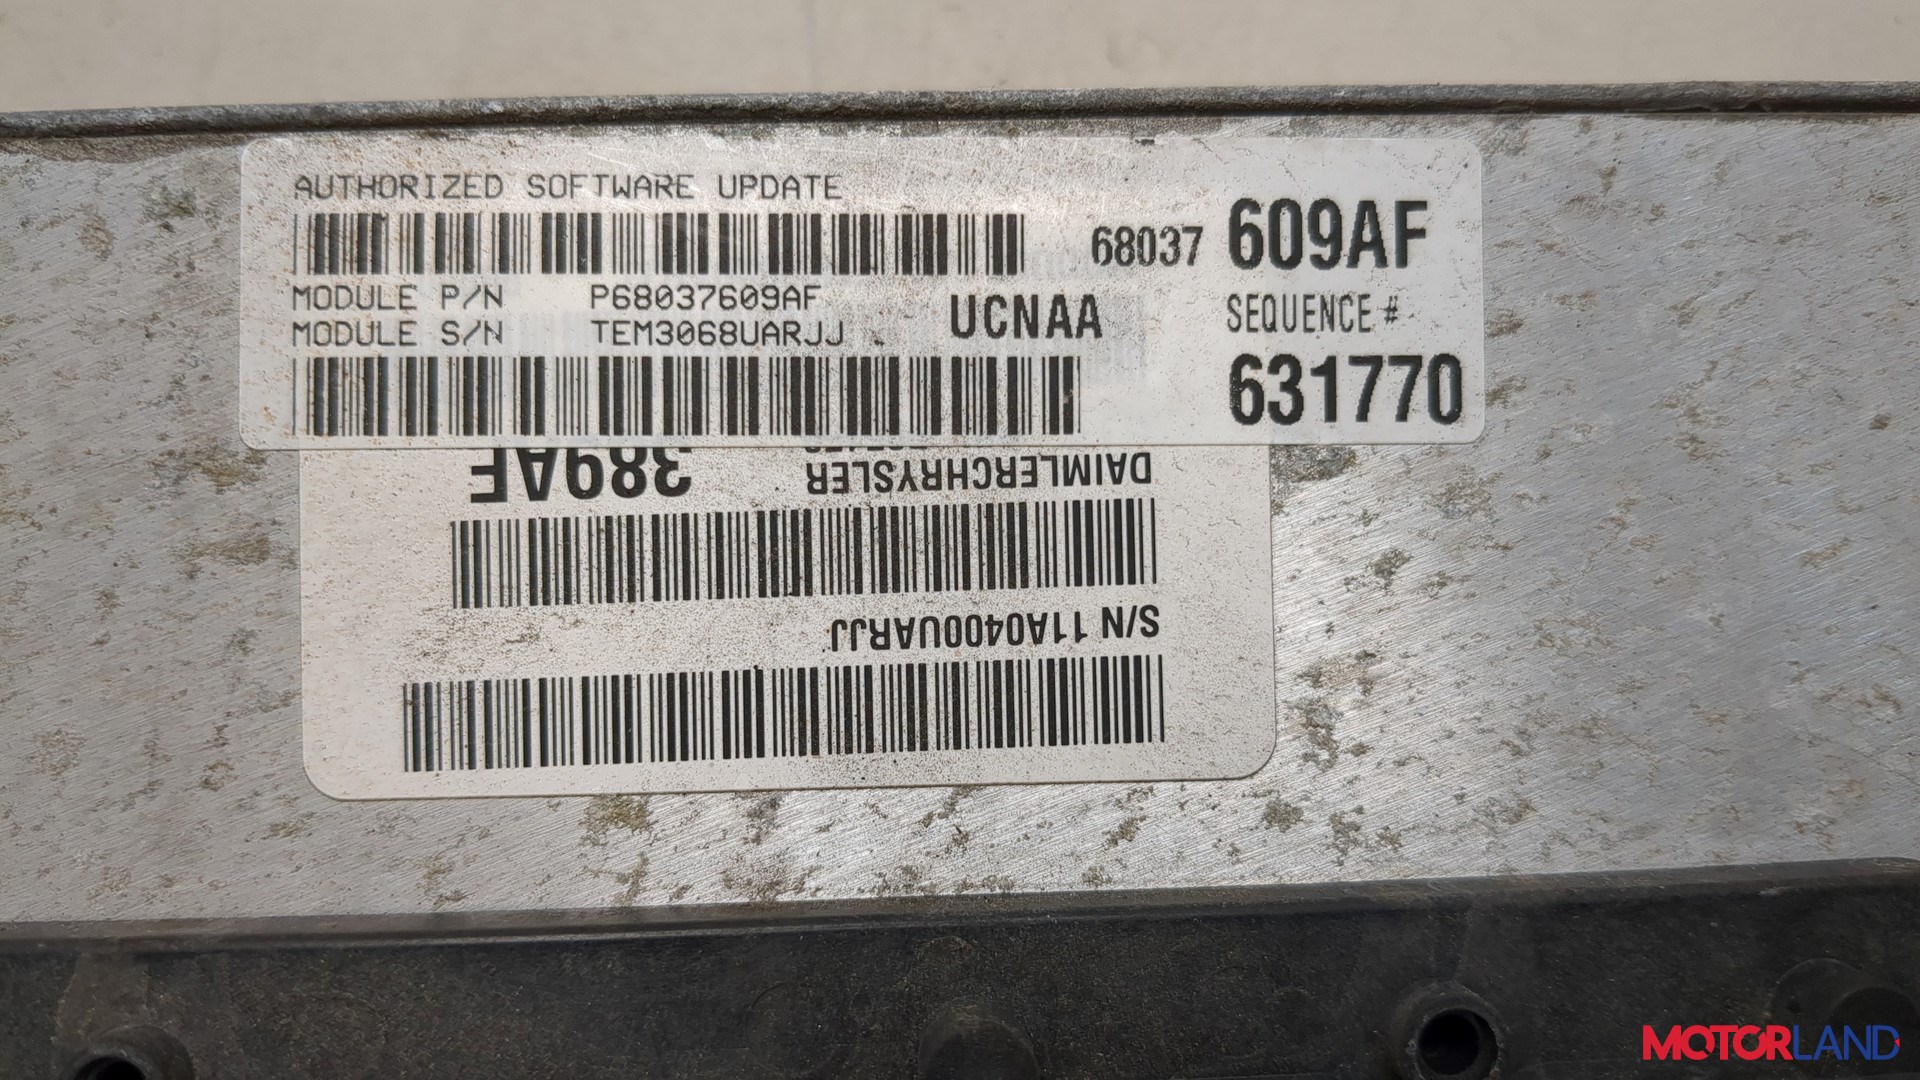 AUTHORIZED SOFTWARE UPDATE
68037 609AF
MODULE P/N P68037609AF
MODULE S/N TEM3068UARJJ
UCNAA
SEQUENCE #
631770
389AF
DAIMLERCHRYSLER
S/N 11A0400UARJJ
MOTORLAND